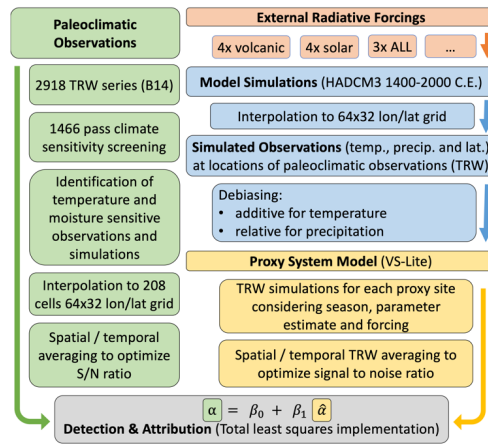 Paleoclimatic
Observations
2918 TRW series (B14)
1466 pass climate
sensitivity screening
Identification of
temperature and
moisture sensitive
observations and
simulations
Interpolation to 208
cells 64x32 lon/lat grid
Spatial / temporal
averaging to optimize
S/N ratio
External Radiative Forcings
4x volcanic
4x solar
3x ALL
...
Model Simulations (HADCM3 1400-2000 C.E.)
Interpolation to 64x32 lon/lat grid
Simulated Observations (temp., precip. and lat.)
at locations of paleoclimatic observations (TRW)
Debiasing:
• additive for temperature
• relative for precipitation
Proxy System Model (VS-Lite)
TRW simulations for each proxy site
considering season, parameter
estimate and forcing
Spatial / temporal TRW averaging to
optimize signal to noise ratio
α = β₀ + β₁ α̂
Detection & Attribution (Total least squares implementation)